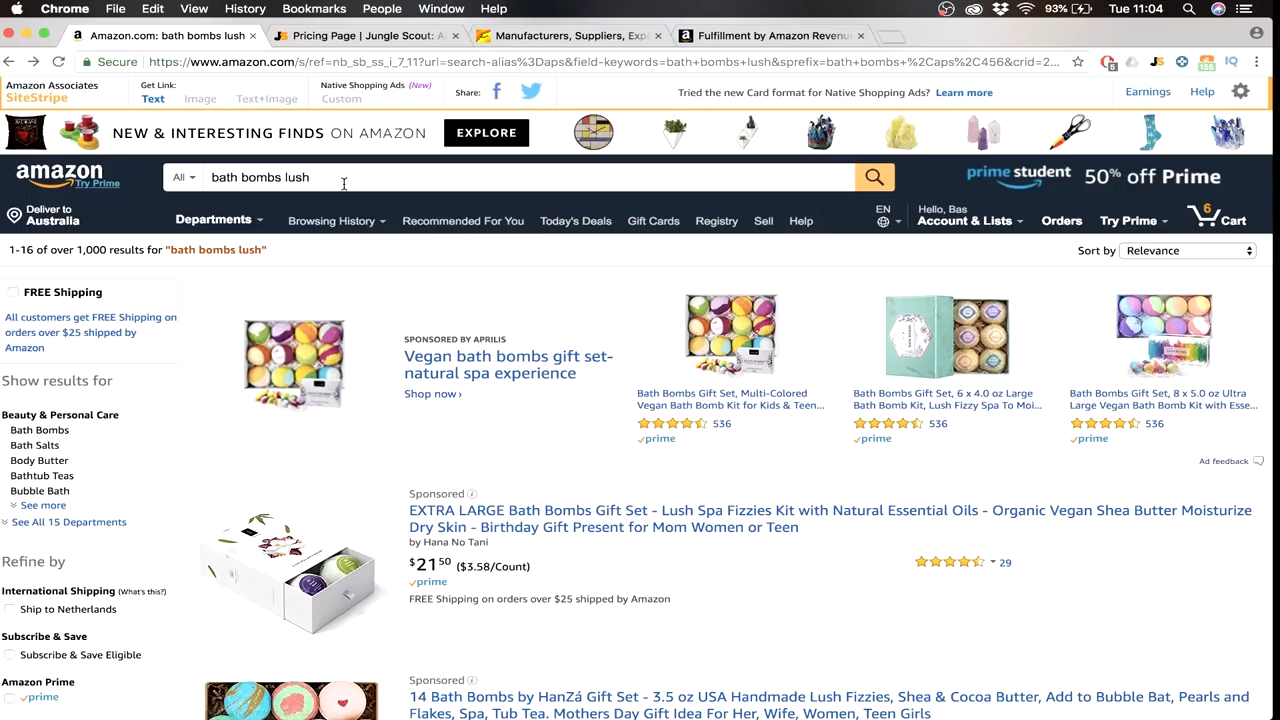 Chrome File Edit View History Bookmarks People Window Help 93% Tue 11:04
Amazon.com: bath bombs lush × Pricing Page | Jungle Scout: A × Manufacturers, Suppliers, Exp × Fulfillment by Amazon Revenu ×
Secure https://www.amazon.com/s/ref=nb_sb_ss_i_7_11?url=search-alias%3Daps&field-keywords=bath+bombs+lush&sprefix=bath+bombs+%2Caps%2C456&crid=2...
Amazon Associates
SiteStripe
Get Link:
Text Image Text+Image
Native Shopping Ads (New)
Custom
Share:
Tried the new Card format for Native Shopping Ads? Learn more
Earnings Help
NEW & INTERESTING FINDS ON AMAZON EXPLORE
amazon
Try Prime
All bath bombs lush
prime student 50% off Prime
Deliver to
Australia
Departments Browsing History Recommended For You Today's Deals Gift Cards Registry Sell Help
EN
Hello, Bas
Account & Lists Orders Try Prime 6 Cart
1-16 of over 1,000 results for "bath bombs lush"
Sort by Relevance
FREE Shipping
All customers get FREE Shipping on
orders over $25 shipped by
Amazon
Show results for
Beauty & Personal Care
Bath Bombs
Bath Salts
Body Butter
Bathtub Teas
Bubble Bath
See more
See All 15 Departments
Refine by
International Shipping (What's this?)
Ship to Netherlands
Subscribe & Save
Subscribe & Save Eligible
Amazon Prime
prime
SPONSORED BY APRILIS
Vegan bath bombs gift set-
natural spa experience
Shop now ›
Bath Bombs Gift Set, Multi-Colored
Vegan Bath Bomb Kit for Kids & Teen...
536
prime
Bath Bombs Gift Set, 6 x 4.0 oz Large
Bath Bomb Kit, Lush Fizzy Spa To Moi...
536
prime
Bath Bombs Gift Set, 8 x 5.0 oz Ultra
Large Vegan Bath Bomb Kit with Esse...
536
prime
Ad feedback
Sponsored
EXTRA LARGE Bath Bombs Gift Set - Lush Spa Fizzies Kit with Natural Essential Oils - Organic Vegan Shea Butter Moisturize
Dry Skin - Birthday Gift Present for Mom Women or Teen
by Hana No Tani
$21 50 ($3.58/Count)
prime
FREE Shipping on orders over $25 shipped by Amazon
29
Sponsored
14 Bath Bombs by HanZá Gift Set - 3.5 oz USA Handmade Lush Fizzies, Shea & Cocoa Butter, Add to Bubble Bat, Pearls and
Flakes, Spa, Tub Tea. Mothers Day Gift Idea For Her, Wife, Women, Teen Girls